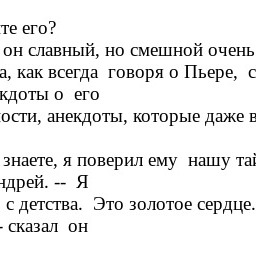 те его?
он славный, но смешной очень
, как всегда говоря о Пьере,
кдоты о его
ости, анекдоты, которые даже
знаете, я поверил ему нашу
ндрей. -- Я
с детства. Это золотое сердце.
- сказал он